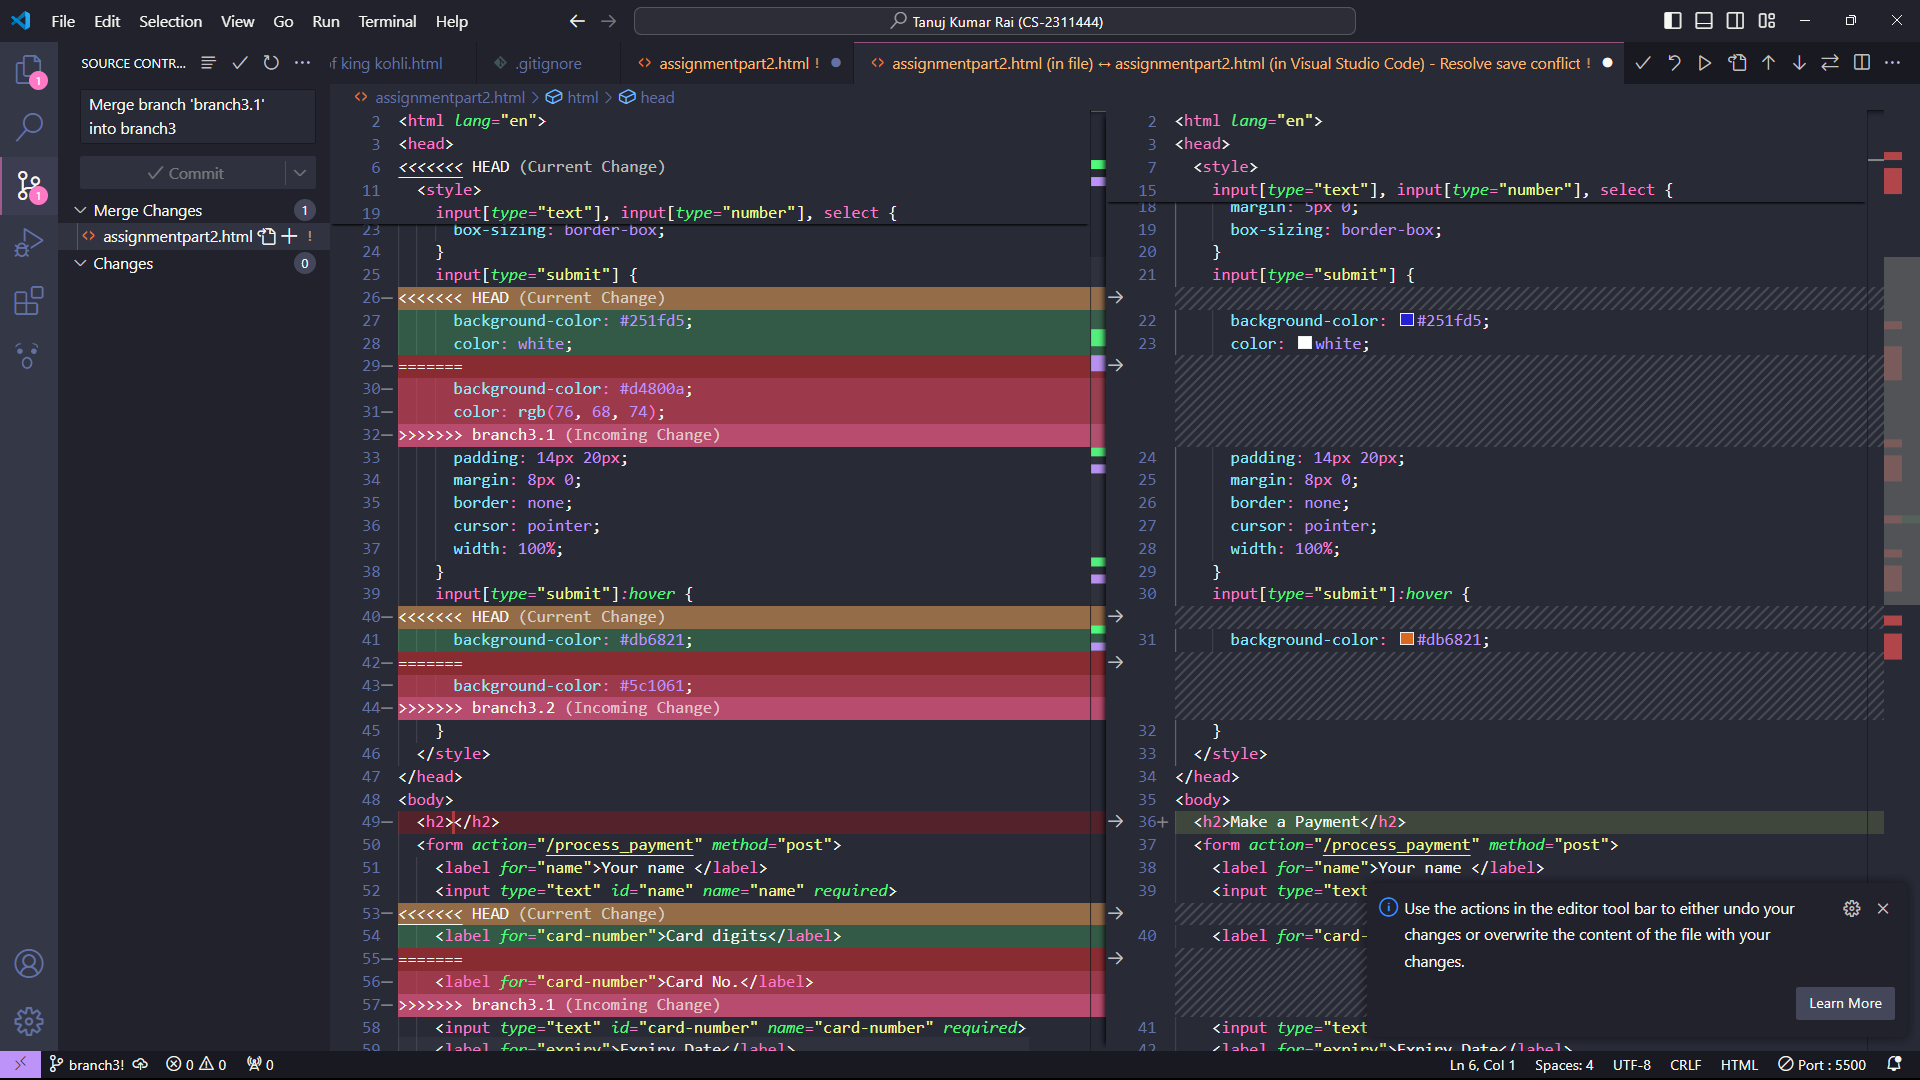 File Edit Selection View Go Run Terminal Help
Tanuj Kumar Rai (CS-2311444)
SOURCE CONTR...
f king kohli.html
.gitignore
assignmentpart2.html !
assignmentpart2.html (in file) ↔ assignmentpart2.html (in Visual Studio Code) - Resolve save conflict !
1
1
Merge branch 'branch3.1'
into branch3
Commit
Merge Changes 1
assignmentpart2.html !
Changes 0
assignmentpart2.html > html > head
2 <html lang="en">
3 <head>
6 <<<<<<< HEAD (Current Change)
11 <style>
19 input[type="text"], input[type="number"], select {
23 box-sizing: border-box;
24 }
25 input[type="submit"] {
26 <<<<<<< HEAD (Current Change)
27 background-color: #251fd5;
28 color: white;
29 =======
30 background-color: #d4800a;
31 color: rgb(76, 68, 74);
32 >>>>>>> branch3.1 (Incoming Change)
33 padding: 14px 20px;
34 margin: 8px 0;
35 border: none;
36 cursor: pointer;
37 width: 100%;
38 }
39 input[type="submit"]:hover {
40 <<<<<<< HEAD (Current Change)
41 background-color: #db6821;
42 =======
43 background-color: #5c1061;
44 >>>>>>> branch3.2 (Incoming Change)
45 }
46 </style>
47 </head>
48 <body>
49 <h2></h2>
50 <form action="/process_payment" method="post">
51 <label for="name">Your name </label>
52 <input type="text" id="name" name="name" required>
53 <<<<<<< HEAD (Current Change)
54 <label for="card-number">Card digits</label>
55 =======
56 <label for="card-number">Card No.</label>
57 >>>>>>> branch3.1 (Incoming Change)
58 <input type="text" id="card-number" name="card-number" required>
59 <label for="expiry">Expiry Date</label>
2 <html lang="en">
3 <head>
7 <style>
15 input[type="text"], input[type="number"], select {
18 margin: 5px 0;
19 box-sizing: border-box;
20 }
21 input[type="submit"] {
22 background-color: #251fd5;
23 color: white;
24 padding: 14px 20px;
25 margin: 8px 0;
26 border: none;
27 cursor: pointer;
28 width: 100%;
29 }
30 input[type="submit"]:hover {
31 background-color: #db6821;
32 }
33 </style>
34 </head>
35 <body>
36+ <h2>Make a Payment</h2>
37 <form action="/process_payment" method="post">
38 <label for="name">Your name </label>
39 <input type="text
40 <label for="card-
41 <input type="text
42 <label for="expiry">Expiry Date</label>
Use the actions in the editor tool bar to either undo your
changes or overwrite the content of the file with your
changes.
Learn More
branch3! 0 0 0
Ln 6, Col 1 Spaces: 4 UTF-8 CRLF HTML Port : 5500